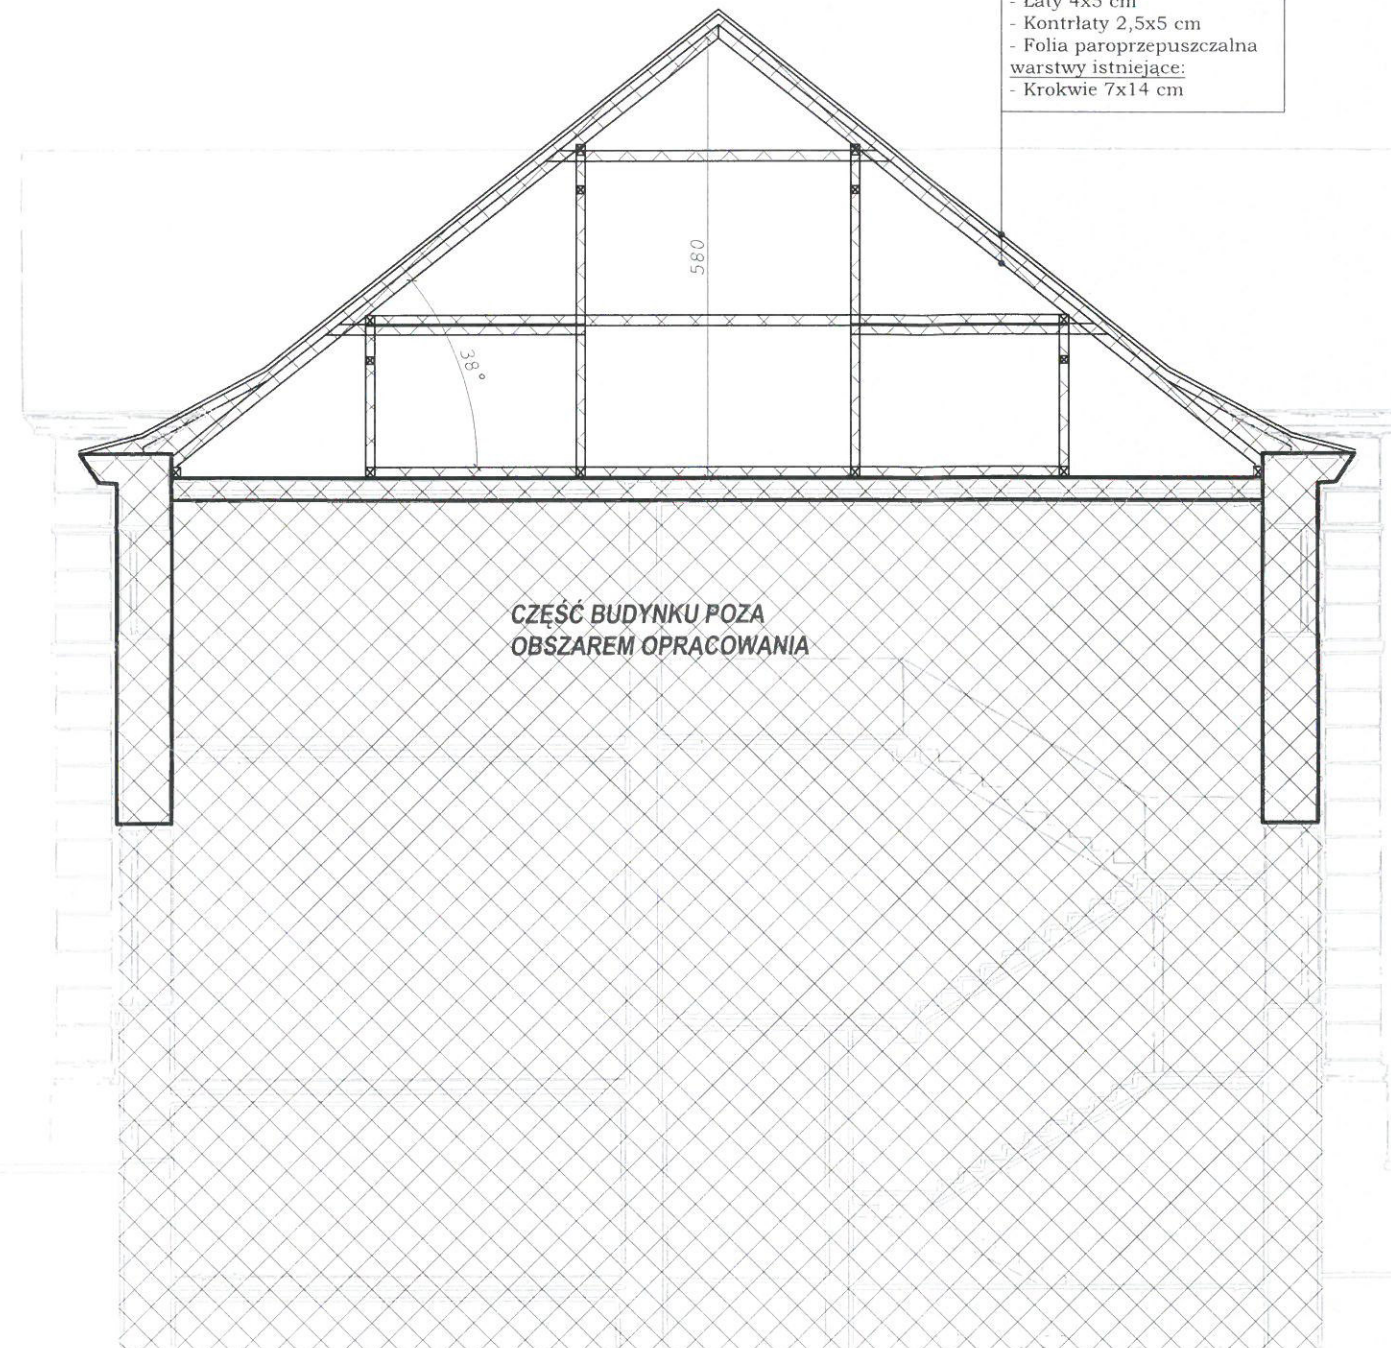 - Łaty 4x5 cm
- Kontrłaty 2,5x5 cm
- Folia paroprzepuszczalna
warstwy istniejące:
- Krokwie 7x14 cm
580
38°
CZĘŚĆ BUDYNKU POZA
OBSZAREM OPRACOWANIA